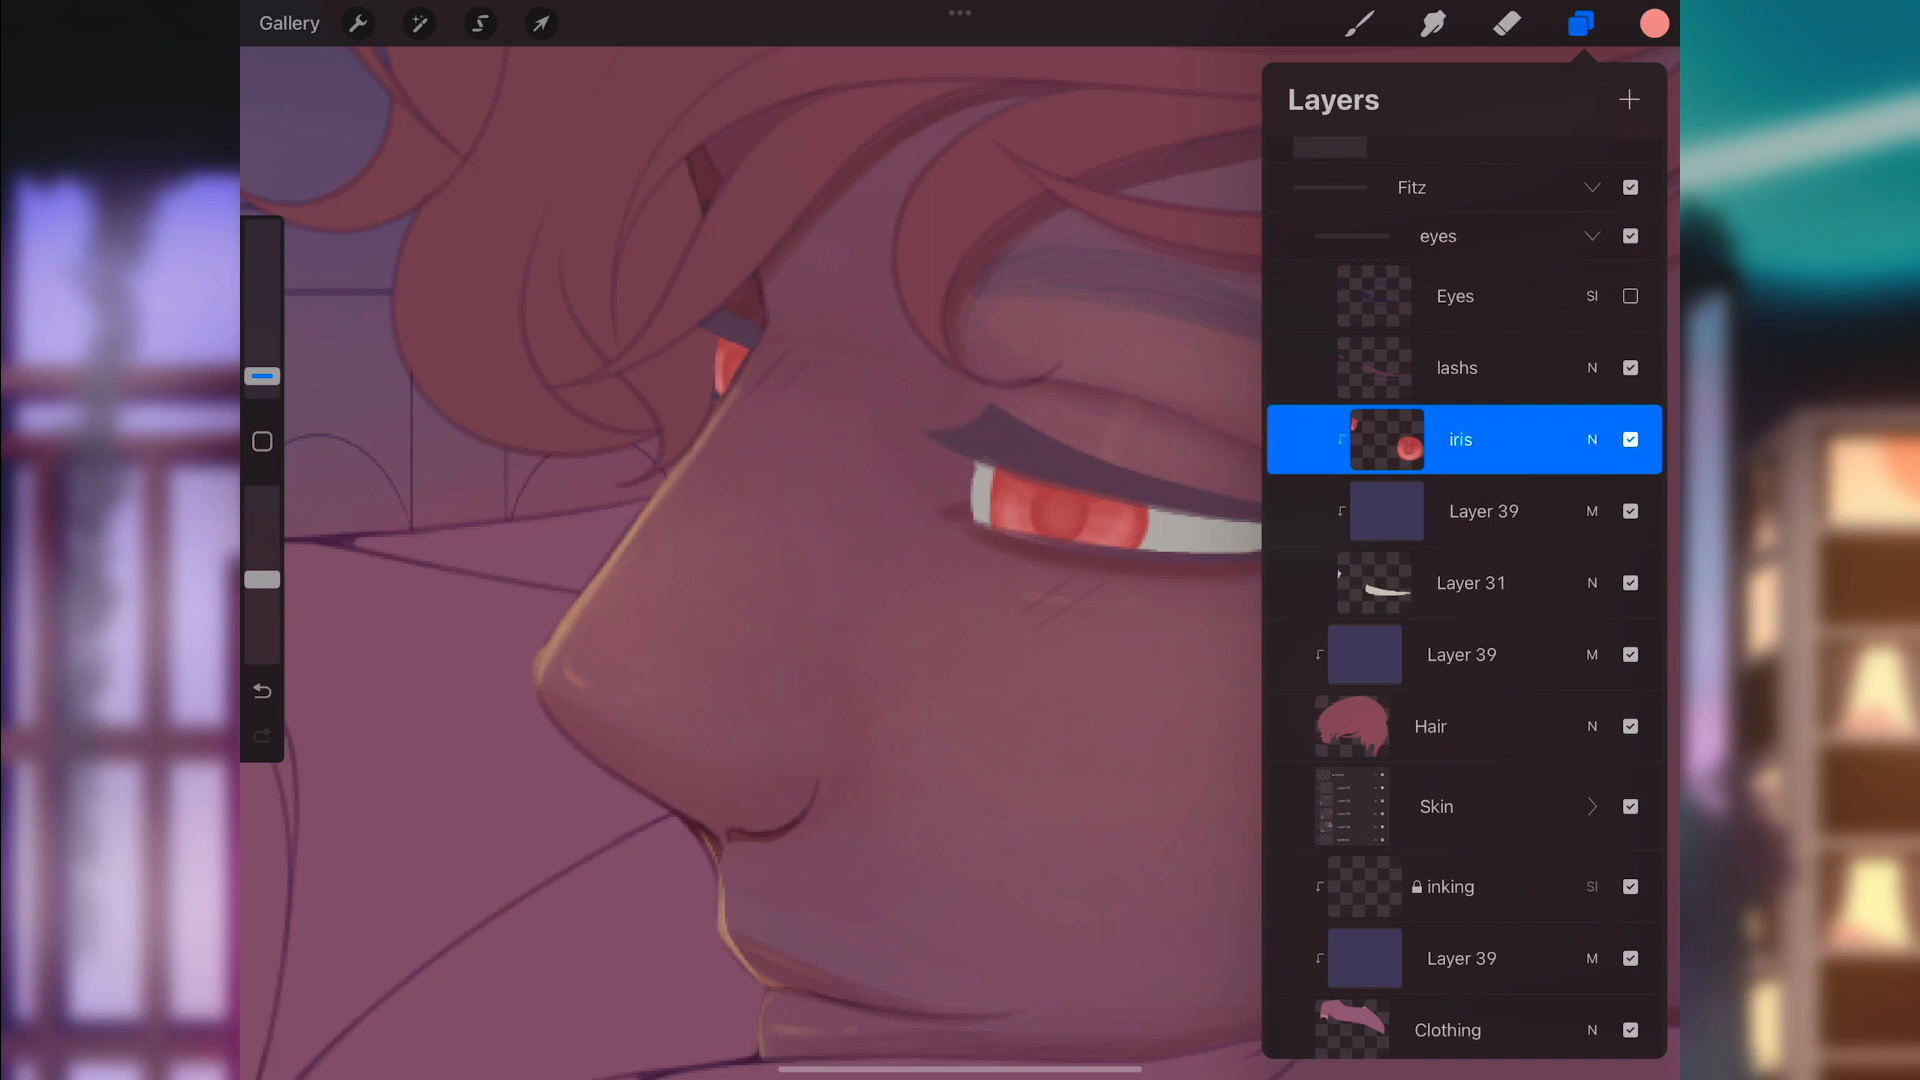 Gallery
Layers
Fitz
eyes
Eyes SI
lashs N
iris N
Layer 39 M
Layer 31 N
Layer 39 M
Hair N
Skin
inking SI
Layer 39 M
Clothing N